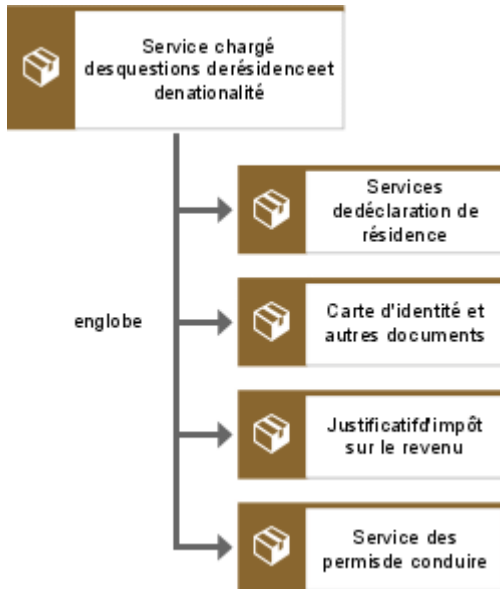 Service chargé
desquestions derésidenceet
denationalité
Services
dedéclaration de
résidence
englobe
Carte d'identité et
autres documents
Justificatifd'impôt
sur le revenu
Service des
permisde conduire